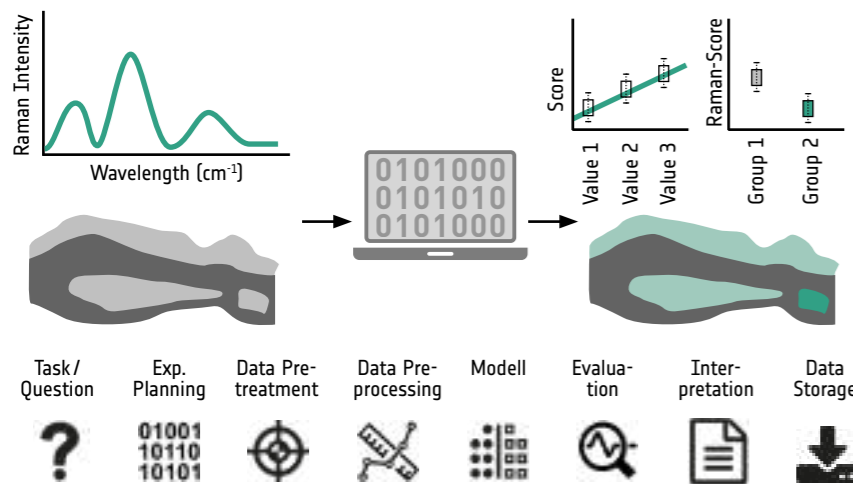 Raman Intensity
Wavelength (cm⁻¹)
0101000
0101010
0101000
Score
Value 1
Value 2
Value 3
Raman-Score
Group 1
Group 2
Task/
Question
Exp.
Planning
Data Pre-
treatment
Data Pre-
processing
Modell
Evalua-
tion
Inter-
pretation
Data
Storage
?
01001
10110
10101